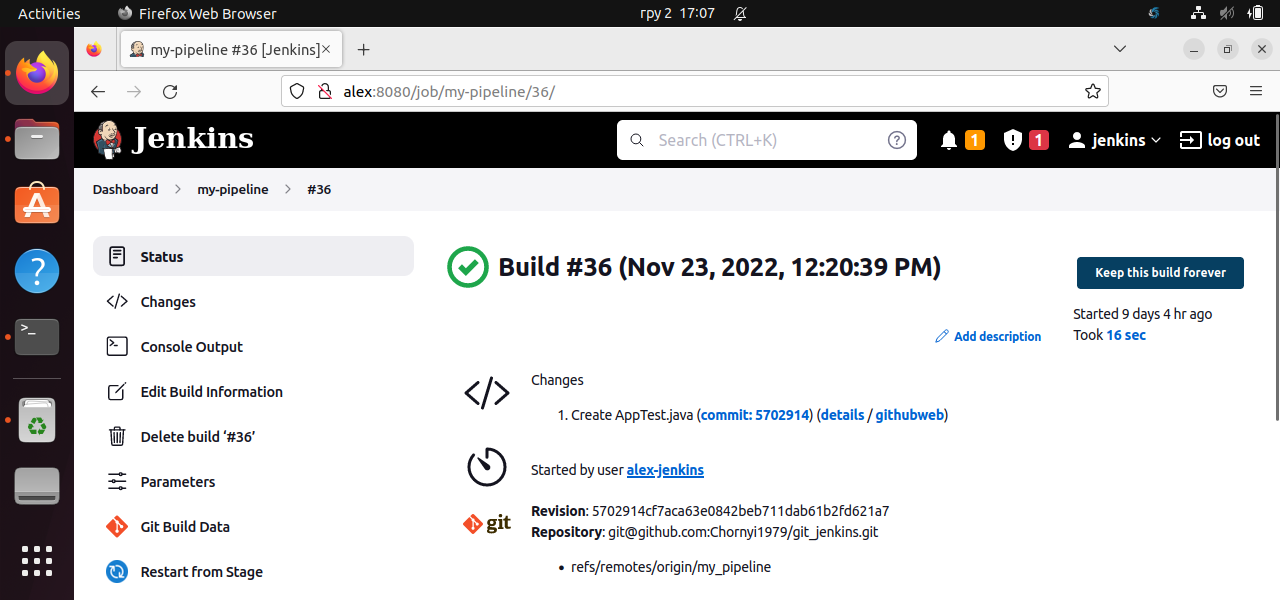 Activities Firefox Web Browser гру 2 17:07
my-pipeline #36 [Jenkins]
alex:8080/job/my-pipeline/36/
Jenkins Search (CTRL+K) 1 1 jenkins log out
Dashboard my-pipeline #36
Status
Changes
Console Output
Edit Build Information
Delete build ‘#36’
Parameters
Git Build Data
Restart from Stage
Build #36 (Nov 23, 2022, 12:20:39 PM)
Keep this build forever
Started 9 days 4 hr ago
Took 16 sec
Add description
Changes
1. Create AppTest.java (commit: 5702914) (details / githubweb)
Started by user alex-jenkins
git
Revision: 5702914cf7aca63e0842beb711dab61b2fd621a7
Repository: git@github.com:Chornyi1979/git_jenkins.git
• refs/remotes/origin/my_pipeline